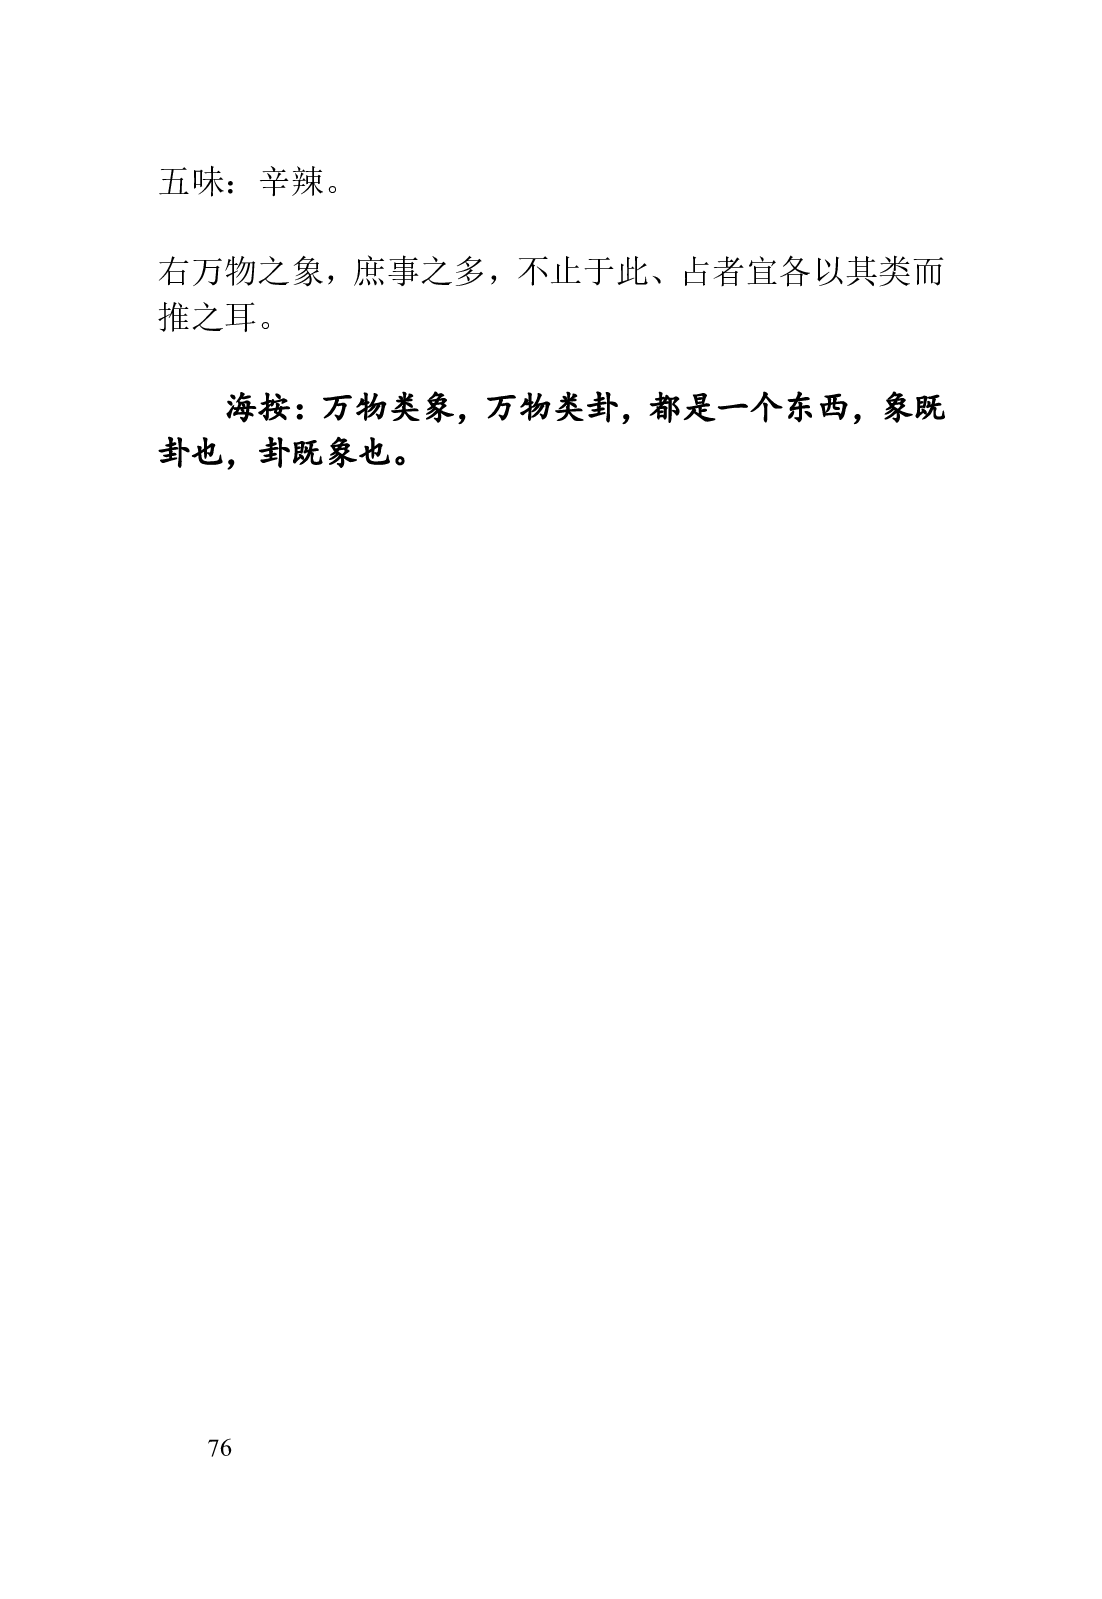 五味：辛辣。
右万物之象，庶事之多，不止于此、占者宜各以其类而
推之耳。
海按：万物类象，万物类卦，都是一个东西，象既
卦也，卦既象也。
76